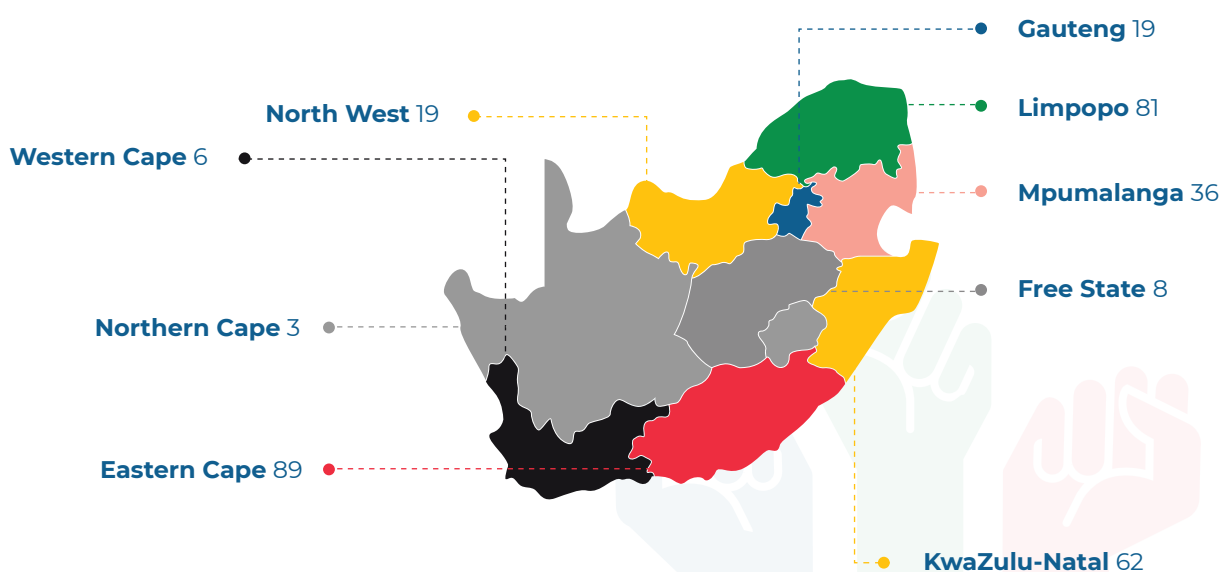 Gauteng 19
North West 19
Limpopo 81
Western Cape 6
Mpumalanga 36
Free State 8
Northern Cape 3
Eastern Cape 89
KwaZulu-Natal 62